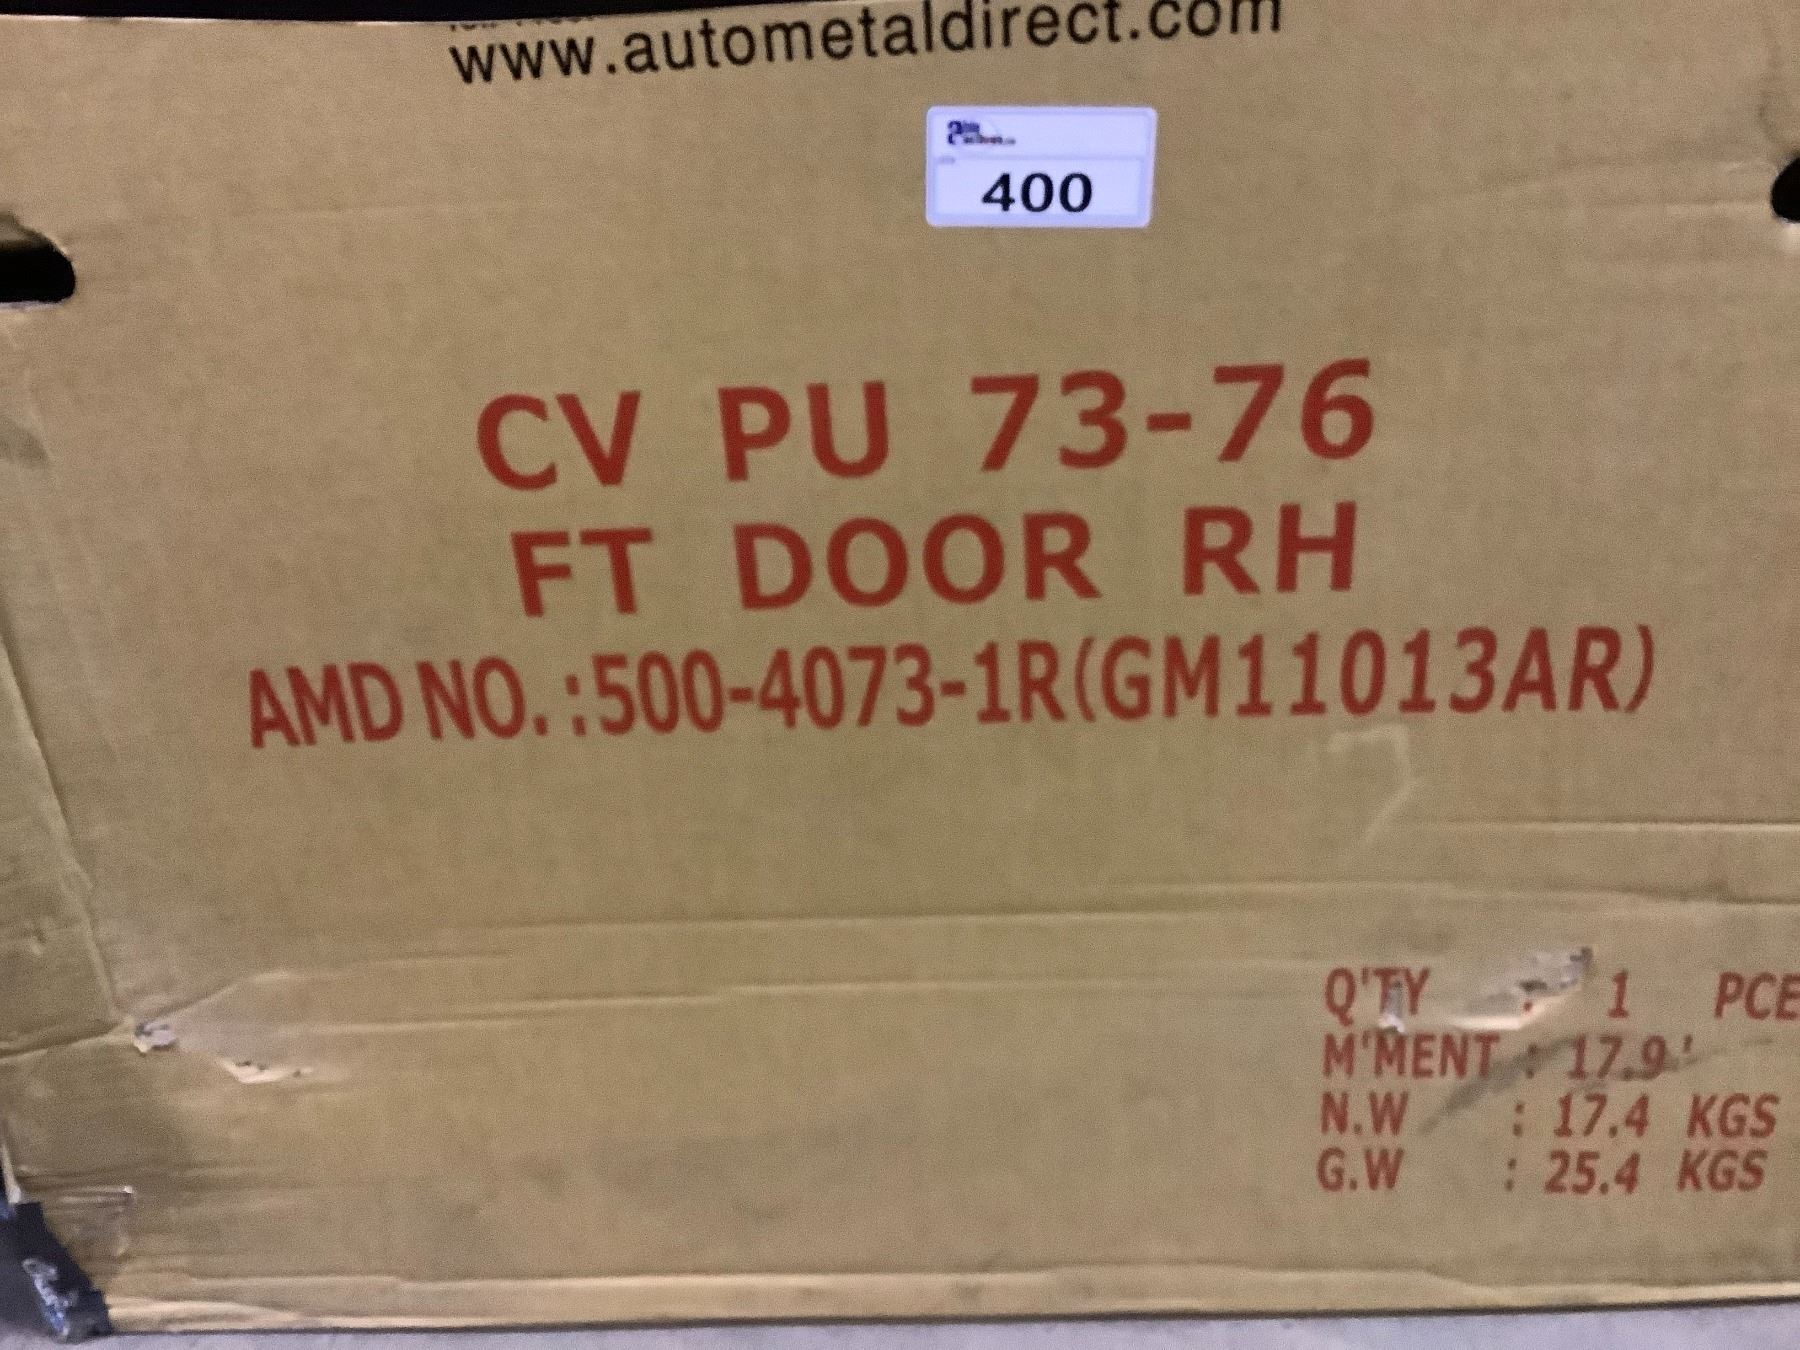 www.autometaldirect.com
400
CV PU 73-76
FT DOOR RH
AMD NO.:500-4073-1R(GM11013AR)
Q'TY : 1 PCE
M'MENT : 17.9'
N.W : 17.4 KGS
G.W : 25.4 KGS